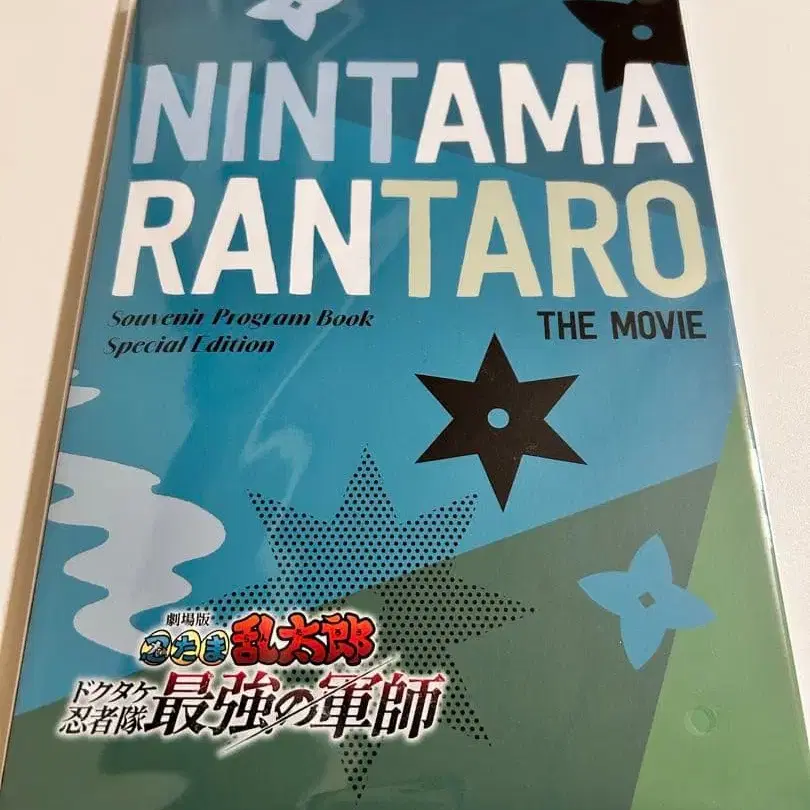 NINTAMA
RANTARO
Souvenir Program Book
Special Edition
THE MOVIE
劇場版
忍たま乱太郎
ドクタケ
忍者隊
最強の軍師